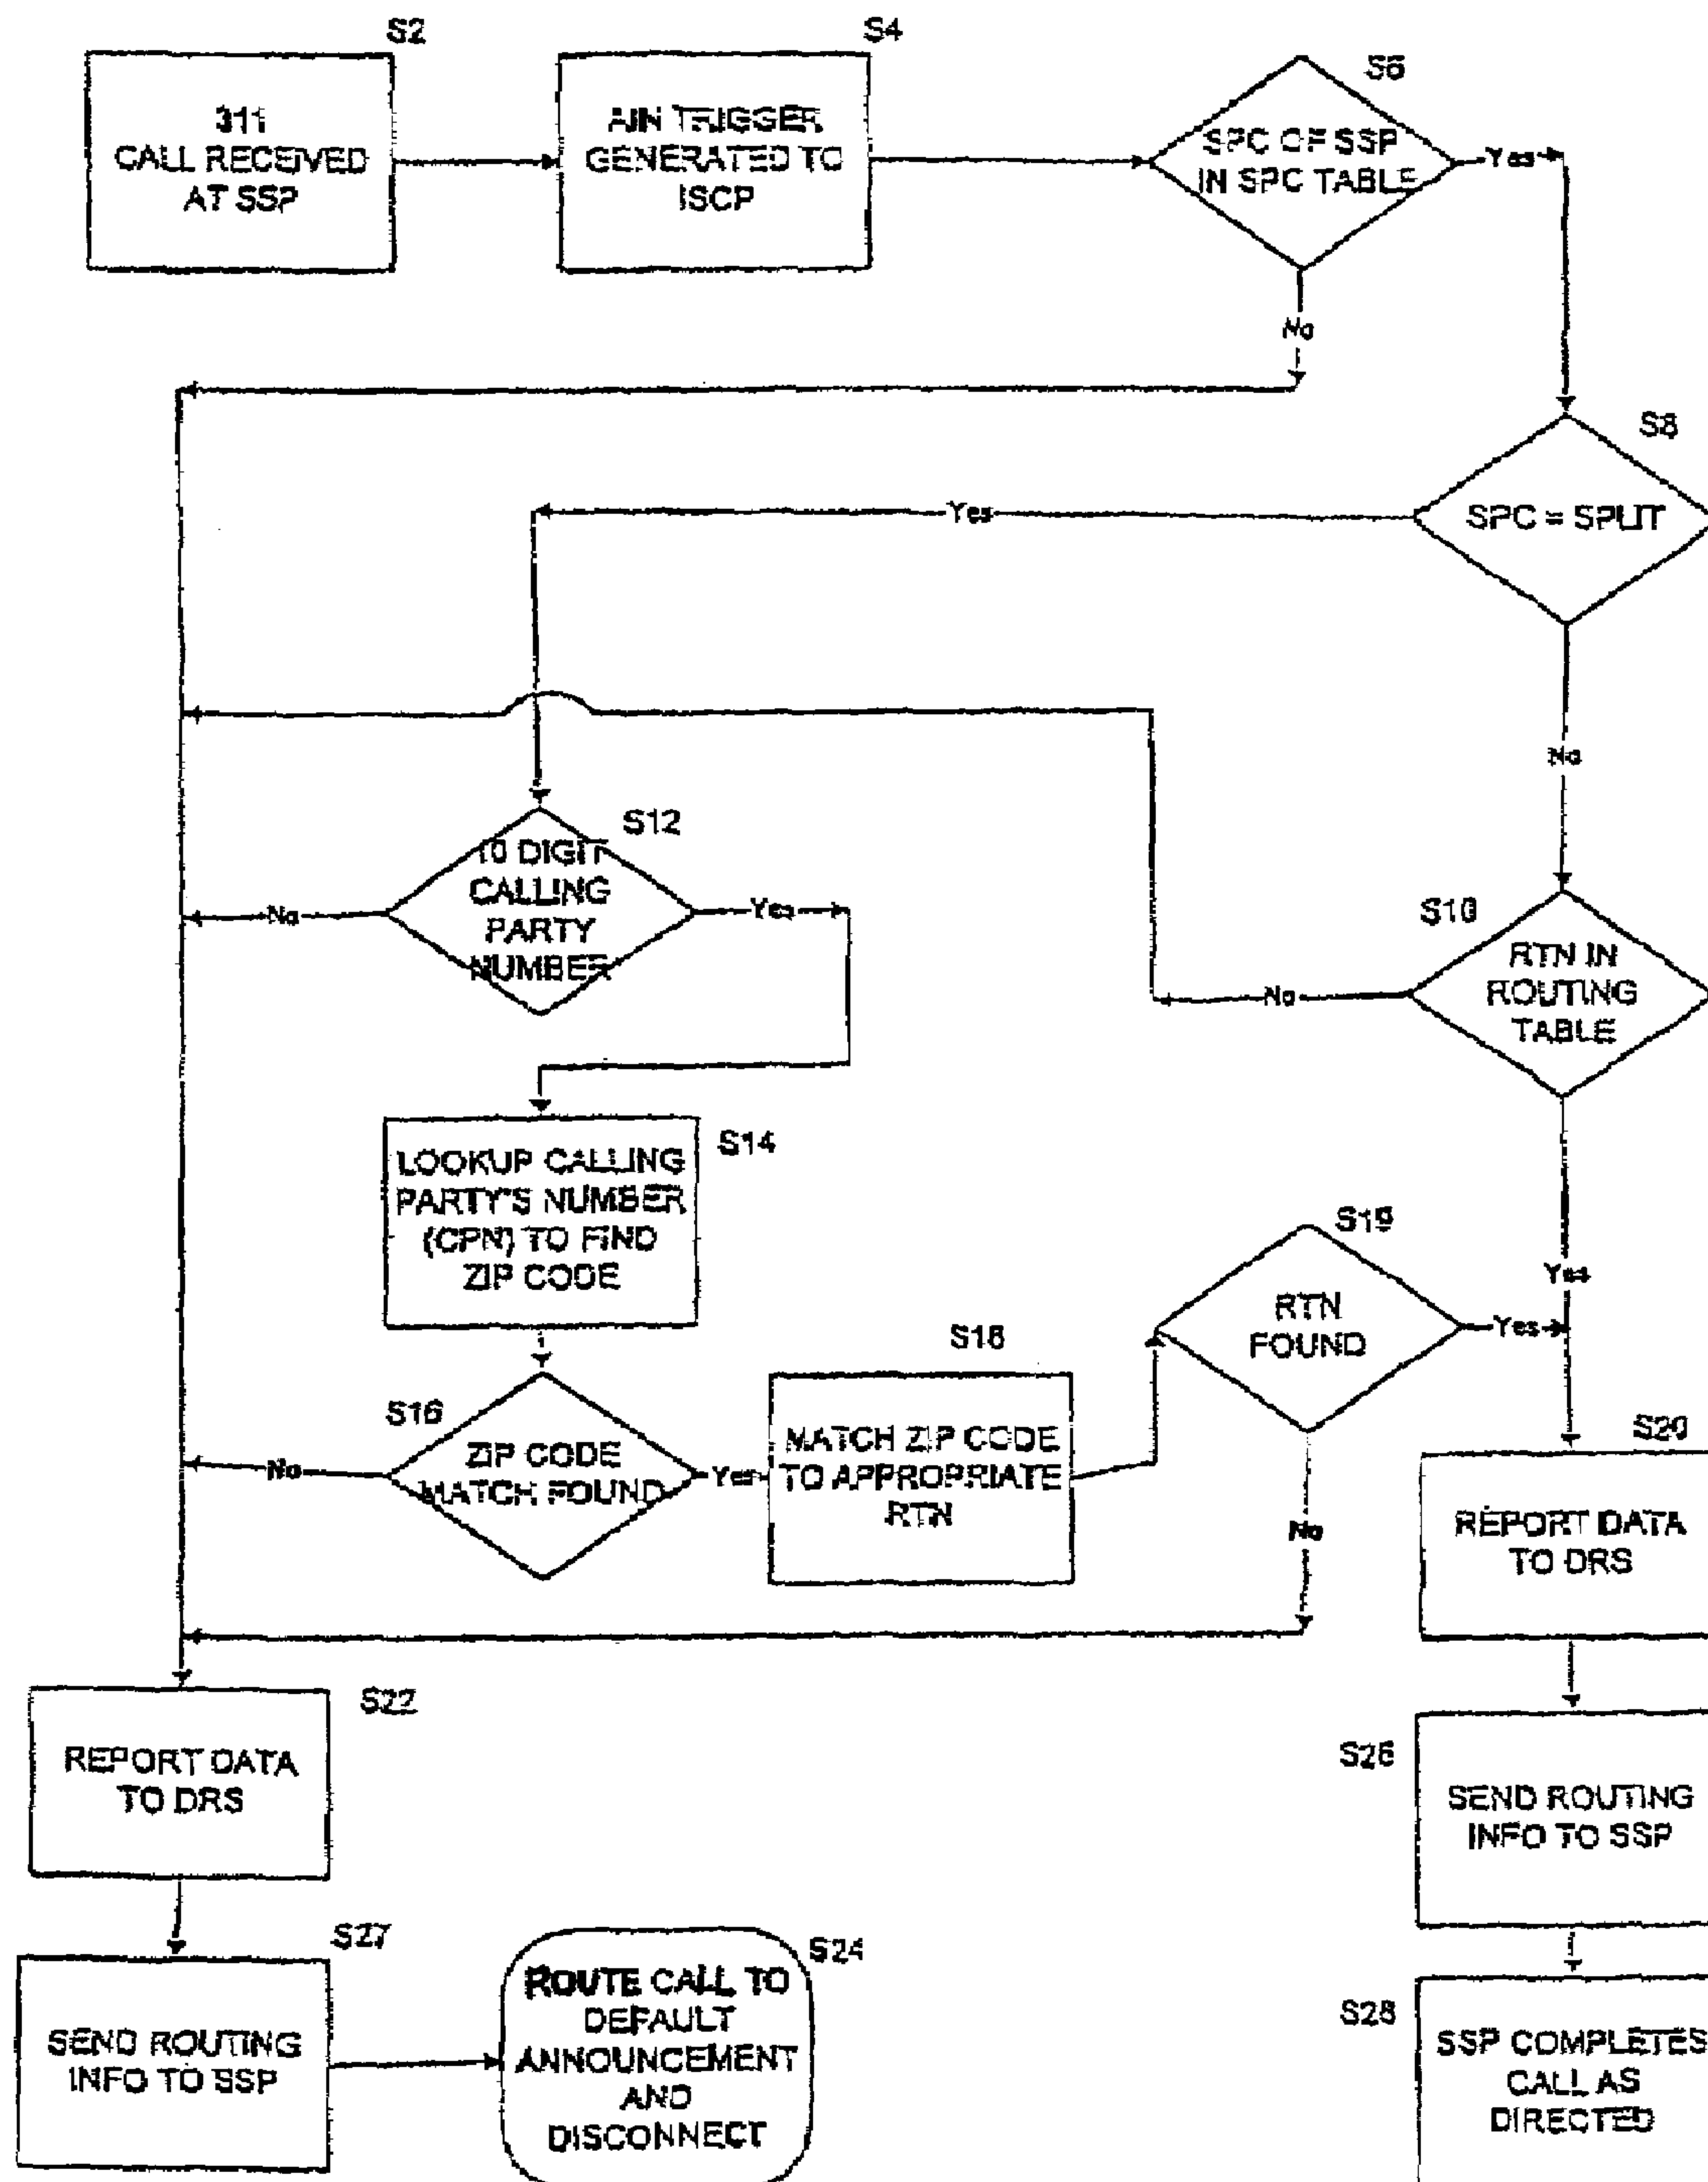 S2
311
CALL RECEIVED
AT SSP
S4
AIN TRIGGER
GENERATED TO
ISCP
S6
SPC OF SSP
IN SPC TABLE
Yes
No
S8
SPC = SPLIT
Yes
No
S12
10 DIGIT
CALLING
PARTY
NUMBER
No
Yes
S10
RTN IN
ROUTING
TABLE
No
Yes
S14
LOOKUP CALLING
PARTY'S NUMBER
(CPN) TO FIND
ZIP CODE
S16
ZIP CODE
MATCH FOUND
No
Yes
S18
MATCH ZIP CODE
TO APPROPRIATE
RTN
S19
RTN
FOUND
Yes
No
S20
REPORT DATA
TO DRS
S22
REPORT DATA
TO DRS
S26
SEND ROUTING
INFO TO SSP
S27
SEND ROUTING
INFO TO SSP
S24
ROUTE CALL TO
DEFAULT
ANNOUNCEMENT
AND
DISCONNECT
S28
SSP COMPLETES
CALL AS
DIRECTED